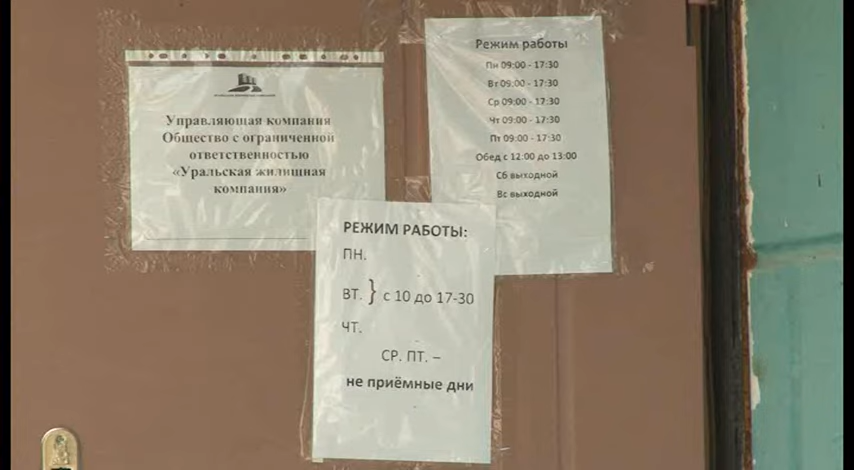 Управляющая компания
Общество с ограниченной
ответственностью
«Уральская жилищная
компания»
Режим работы
Пн 09:00 - 17:30
Вт 09:00 - 17:30
Ср 09:00 - 17:30
Чт 09:00 - 17:30
Пт 09:00 - 17:30
Обед с 12:00 до 13:00
Сб выходной
Вс выходной
РЕЖИМ РАБОТЫ:
ПН.
ВТ. } с 10 до 17-30
ЧТ.
СР. ПТ. –
не приёмные дни